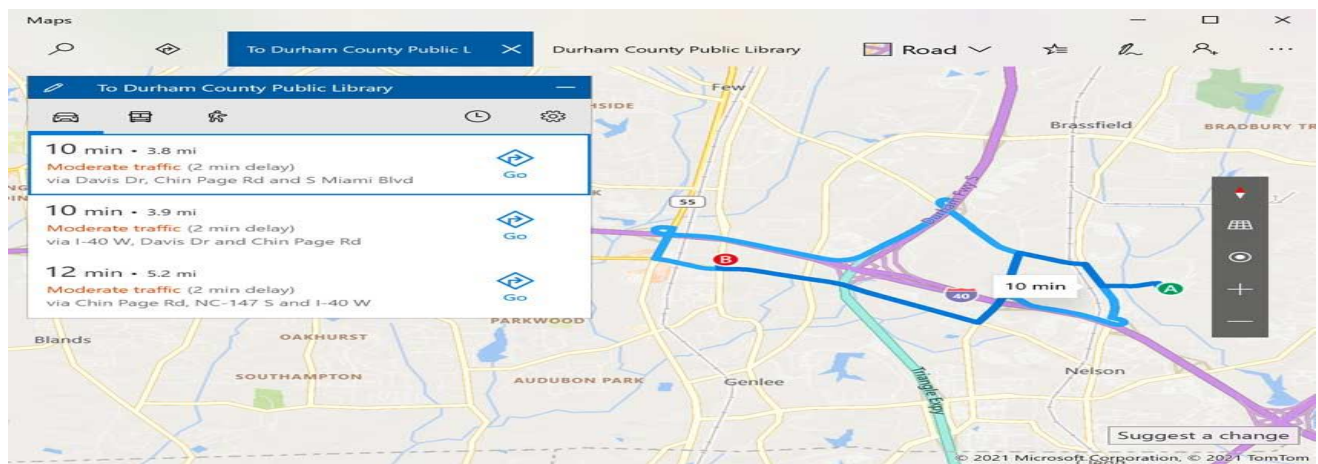 Maps
To Durham County Public L
Durham County Public Library
Road
To Durham County Public Library
10 min • 3.8 mi
Moderate traffic (2 min delay)
via Davis Dr, Chin Page Rd and S Miami Blvd
Go
10 min • 3.9 mi
Moderate traffic (2 min delay)
via I-40 W, Davis Dr and Chin Page Rd
Go
12 min • 5.2 mi
Moderate traffic (2 min delay)
via Chin Page Rd, NC-147 S and I-40 W
Go
Few
Brassfield
BRADBURY TR
55
Durham Fwy S
B
A
10 min
40
PARKWOOD
Blands
OAKHURST
SOUTHAMPTON
AUDUBON PARK
Genlee
Triangle Expy
Nelson
Suggest a change
© 2021 Microsoft Corporation, © 2021 TomTom